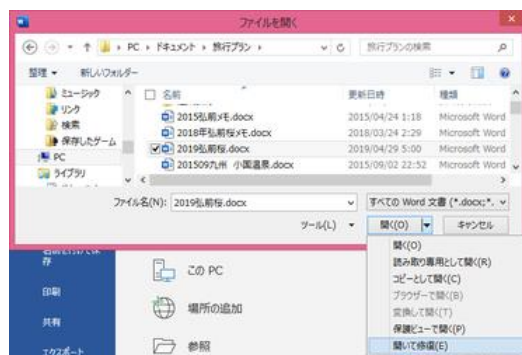 ファイルを開く
PC ドキュメント 旅行プラン
旅行プランの検索
整理 新しいフォルダー
名前 更新日時 種類
ミュージック
リンク
検索
保存したゲーム
PC
ライブラリ
2015弘前メモ.docx 2015/04/24 1:18 Microsoft Word
2018年弘前桜メモ.docx 2018/03/24 2:29 Microsoft Word
2019弘前桜.docx 2019/04/29 5:00 Microsoft Word
201509九州 小国温泉.docx 2015/09/02 22:52 Microsoft Word
ファイル名(N): 2019弘前桜.docx すべての Word 文書 (*.docx;*.
ツール(L) 開く(O) キャンセル
開く(O)
読み取り専用として開く(R)
コピーとして開く(C)
ブラウザーで開く(B)
変換して開く(T)
保護ビューで開く(P)
開いて修復(E)
存
印刷
共有
エクスポート
この PC
場所の追加
参照